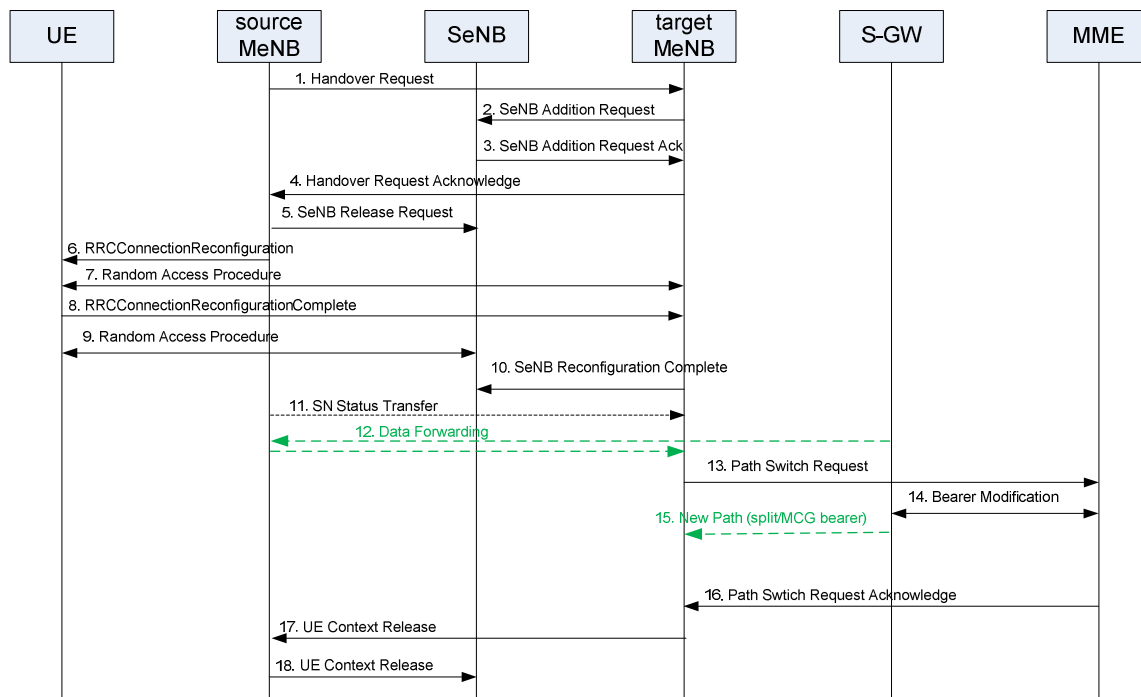 UE
source
MeNB
SeNB
target
MeNB
S-GW
MME
1. Handover Request
2. SeNB Addition Request
3. SeNB Addition Request Ack
4. Handover Request Acknowledge
5. SeNB Release Request
6. RRCConnectionReconfiguration
7. Random Access Procedure
8. RRCConnectionReconfigurationComplete
9. Random Access Procedure
10. SeNB Reconfiguration Complete
11. SN Status Transfer
12. Data Forwarding
13. Path Switch Request
14. Bearer Modification
15. New Path (split/MCG bearer)
16. Path Swtich Request Acknowledge
17. UE Context Release
18. UE Context Release